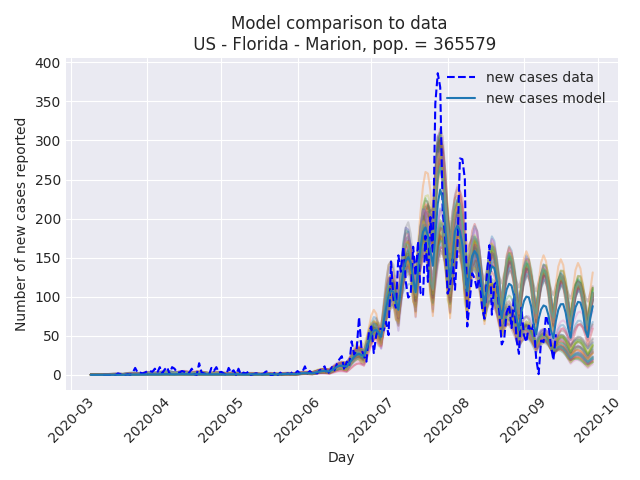 Model comparison to data
US - Florida - Marion, pop. = 365579
new cases data
new cases model
Number of new cases reported
400
350
300
250
200
150
100
50
0
2020-03
2020-04
2020-05
2020-06
2020-07
2020-08
2020-09
2020-10
Day